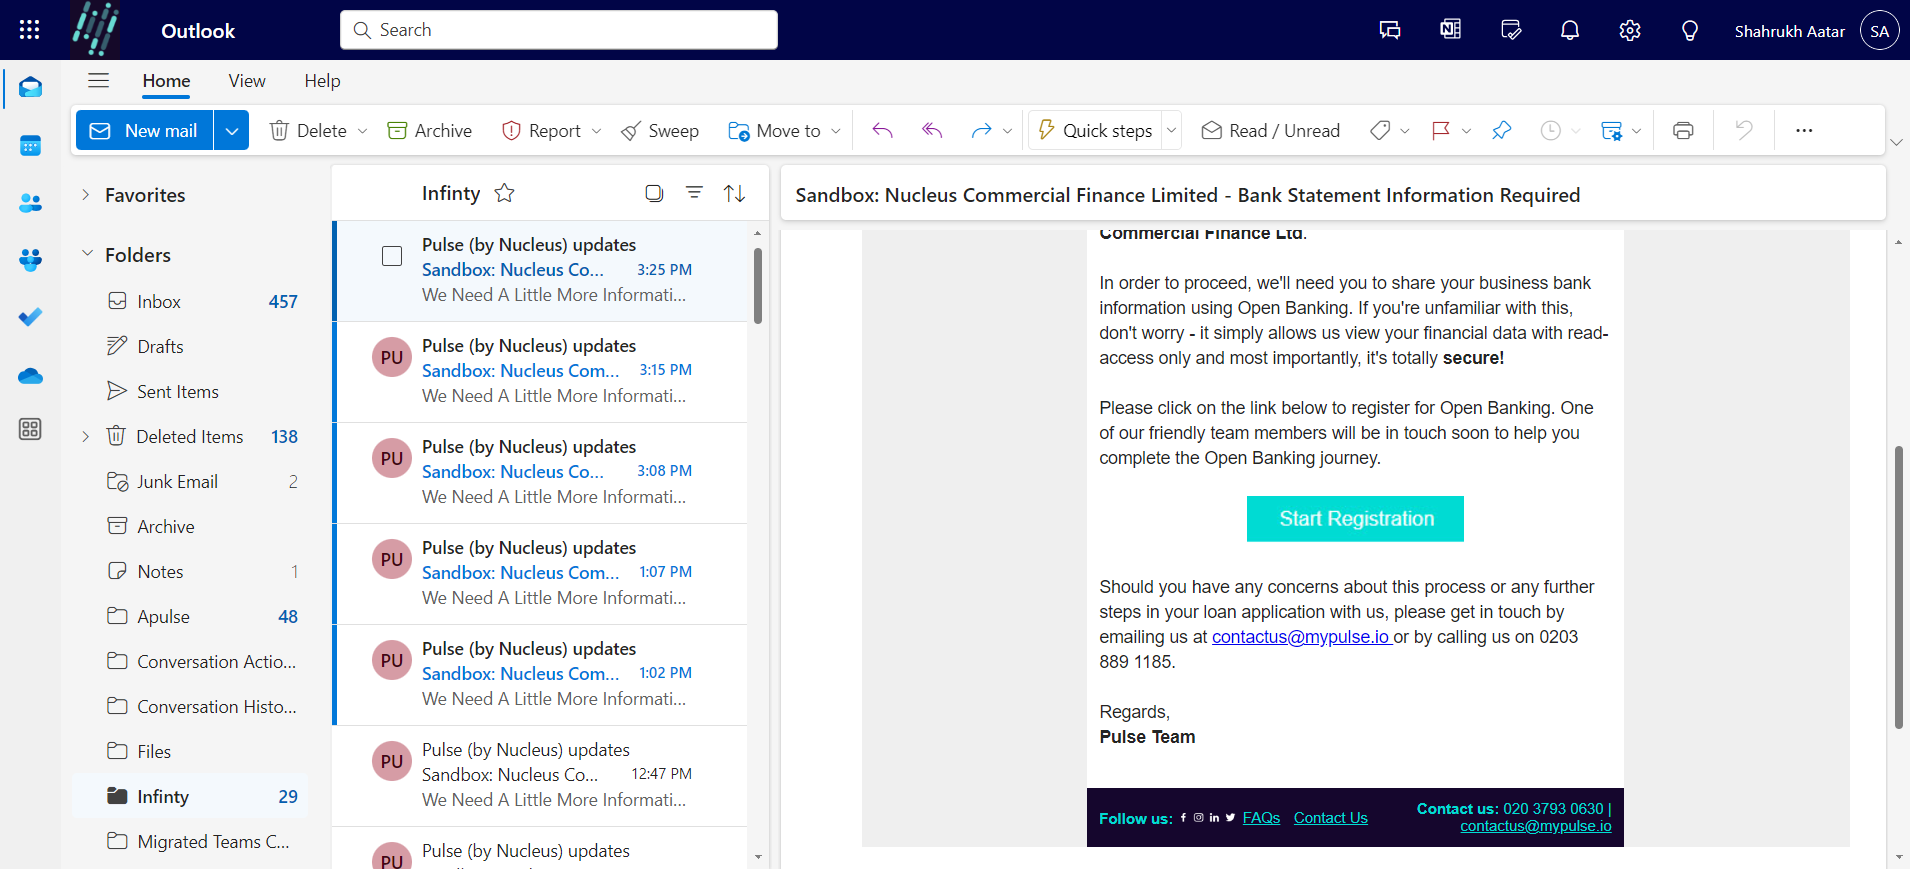 Outlook
Search
Shahrukh Aatar
SA
Home View Help
New mail Delete Archive Report Sweep Move to Quick steps Read / Unread
Favorites
Folders
Inbox 457
Drafts
Sent Items
Deleted Items 138
Junk Email 2
Archive
Notes 1
Apulse 48
Conversation Actio...
Conversation Histo...
Files
Infinty 29
Migrated Teams C...
Infinty
Pulse (by Nucleus) updates
Sandbox: Nucleus Co... 3:25 PM
We Need A Little More Informati...
PU
Pulse (by Nucleus) updates
Sandbox: Nucleus Com... 3:15 PM
We Need A Little More Informati...
PU
Pulse (by Nucleus) updates
Sandbox: Nucleus Co... 3:08 PM
We Need A Little More Informati...
PU
Pulse (by Nucleus) updates
Sandbox: Nucleus Com... 1:07 PM
We Need A Little More Informati...
PU
Pulse (by Nucleus) updates
Sandbox: Nucleus Com... 1:02 PM
We Need A Little More Informati...
PU
Pulse (by Nucleus) updates
Sandbox: Nucleus Co... 12:47 PM
We Need A Little More Informati...
PU
Pulse (by Nucleus) updates
Sandbox: Nucleus Commercial Finance Limited - Bank Statement Information Required
Commercial Finance Ltd.
In order to proceed, we'll need you to share your business bank
information using Open Banking. If you're unfamiliar with this,
don't worry - it simply allows us view your financial data with read-
access only and most importantly, it's totally secure!
Please click on the link below to register for Open Banking. One
of our friendly team members will be in touch soon to help you
complete the Open Banking journey.
Start Registration
Should you have any concerns about this process or any further
steps in your loan application with us, please get in touch by
emailing us at contactus@mypulse.io or by calling us on 0203
889 1185.
Regards,
Pulse Team
Follow us: FAQs Contact Us
Contact us: 020 3793 0630 |
contactus@mypulse.io